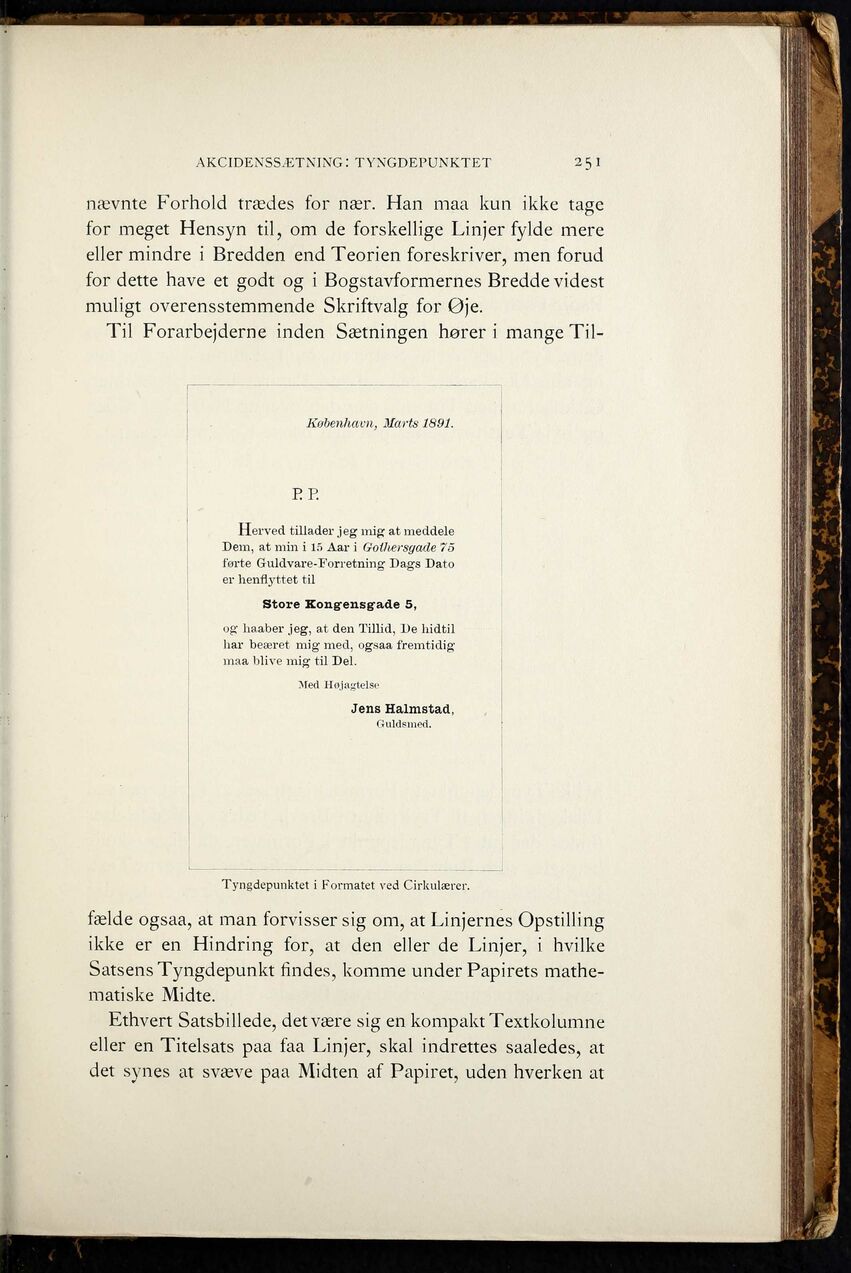 AKCIDENSSÆTNING: TYNGDEPUNKTET 251
nævnte Forhold trædes for nær. Han maa kun ikke tage
for meget Hensyn til, om de forskellige Linjer fylde mere
eller mindre i Bredden end Teorien foreskriver, men forud
for dette have et godt og i Bogstavformernes Bredde videst
muligt overensstemmende Skriftvalg for Øje.
Til Forarbejderne inden Sætningen hører i mange Til-
København, Marts 1891.
P. P.
Herved tillader jeg mig at meddele
Dem, at min i 15 Aar i Gothersgade 75
førte Guldvare-Forretning Dags Dato
er henflyttet til
Store Kongensgade 5,
og haaber jeg, at den Tillid, De hidtil
har beæret mig med, ogsaa fremtidig
maa blive mig til Del.
Med Højagtelse
Jens Halmstad,
Guldsmed.
Tyngdepunktet i Formatet ved Cirkulærer.
fælde ogsaa, at man forvisser sig om, at Linjernes Opstilling
ikke er en Hindring for, at den eller de Linjer, i hvilke
Satsens Tyngdepunkt findes, komme under Papirets mathe-
matiske Midte.
Ethvert Satsbillede, det være sig en kompakt Textkolumne
eller en Titelsats paa faa Linjer, skal indrettes saaledes, at
det synes at svæve paa Midten af Papiret, uden hverken at